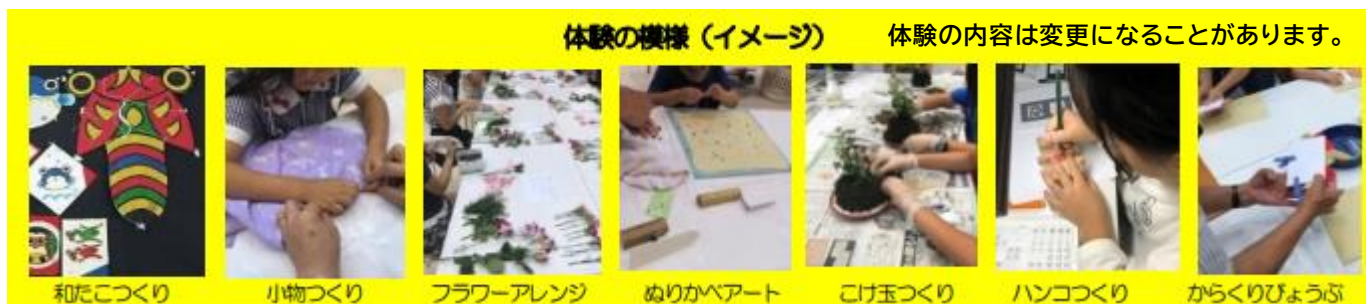 体験の模様（イメージ）
体験の内容は変更になることがあります。
和たこつくり
小物つくり
フラワーアレンジ
ぬりかべアート
こけ玉つくり
ハンコつくり
からくりびょうぶ